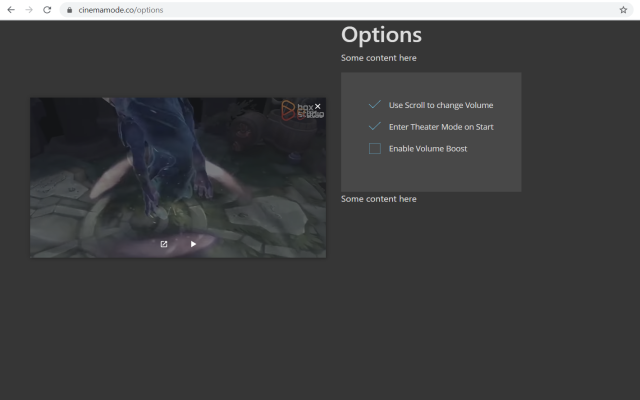 cinemamode.co/options
Options
Some content here
box
studio
Use Scroll to change Volume
Enter Theater Mode on Start
Enable Volume Boost
Some content here